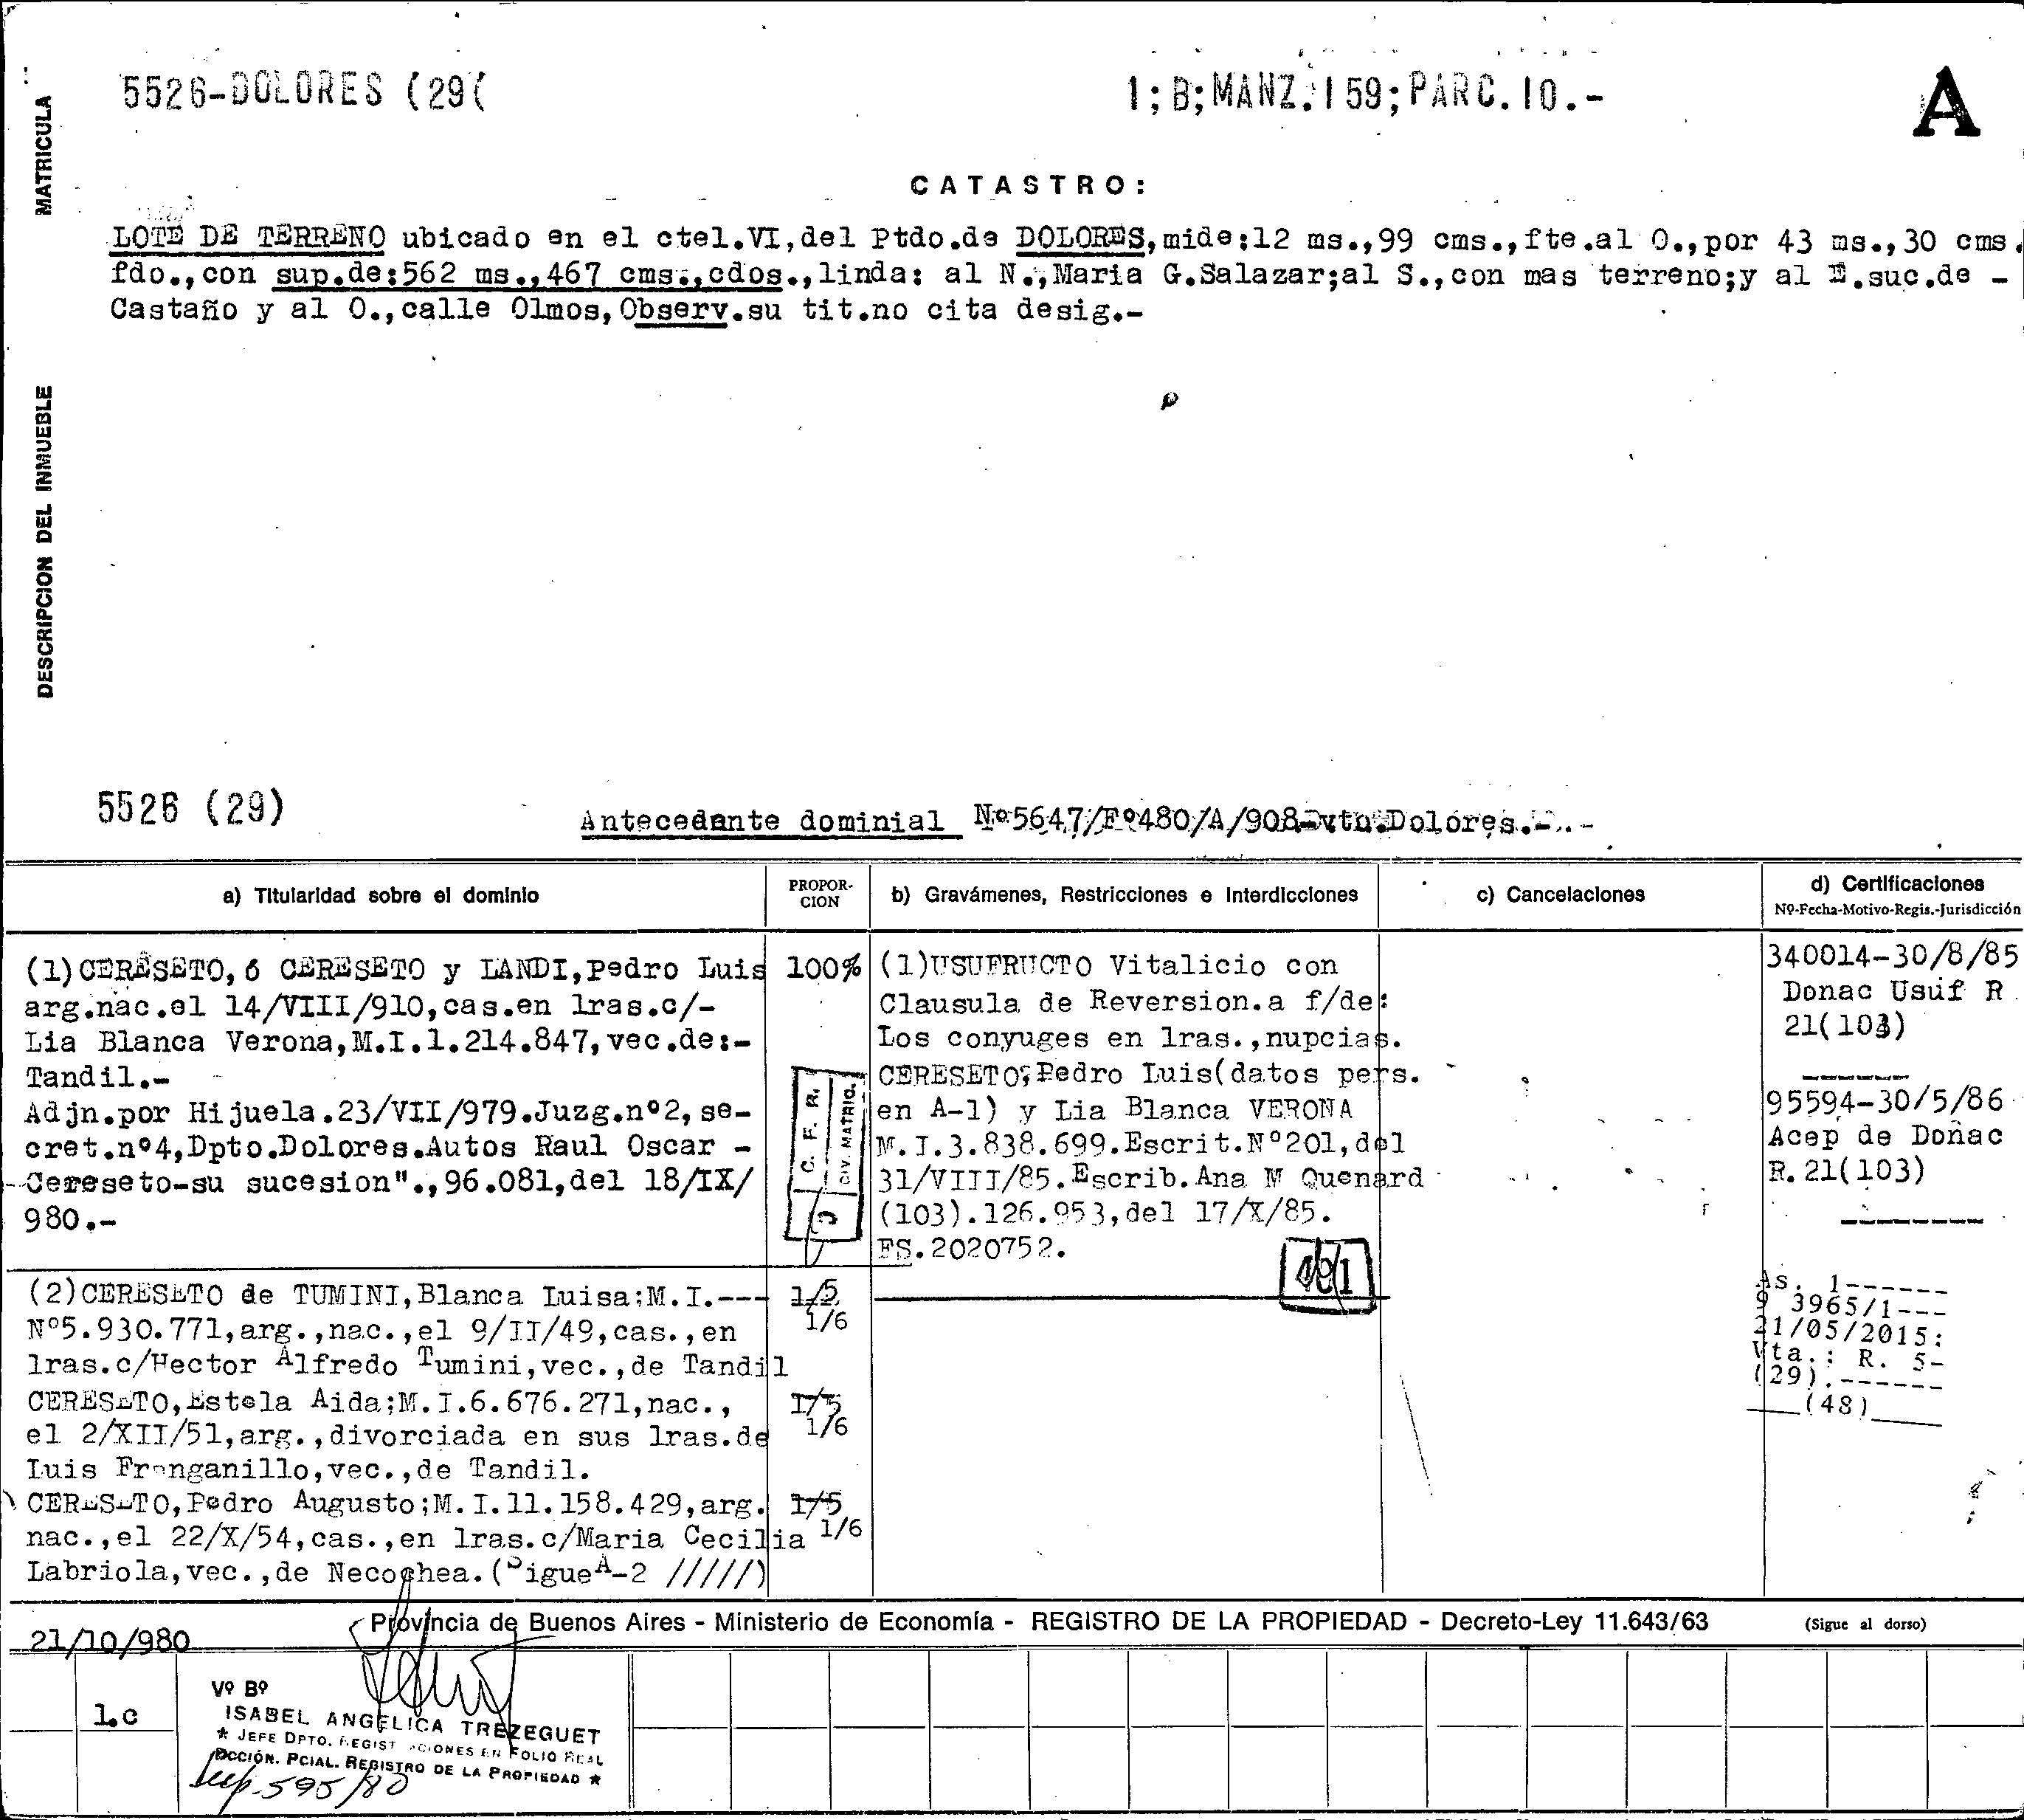 5526-DOLORES (29(
1;B;MANZ.159;PARC.10.-
A
MATRICULA
CATASTRO:
LOTE DE TERRENO ubicado en el ctel.VI,del Ptdo.de DOLORES,mide:12 ms.,99 cms.,fte.al O.,por 43 ms.,30 cms.
fdo.,con sup.de:562 ms.,467 cms.,cdos.,linda: al N.,Maria G.Salazar;al S.,con mas terreno;y al E.suc.de -
Castaño y al O.,calle Olmos,Observ.su tit.no cita desig.-
DESCRIPCION DEL INMUEBLE
5526 (29)
Antecedente dominial Nº5647/Fº480/A/908-vtn.Dolores.-.-
a) Titularidad sobre el dominio
PROPOR-
CION
b) Gravámenes, Restricciones e Interdicciones
c) Cancelaciones
d) Certificaciones
Nº-Fecha-Motivo-Regis.-Jurisdicción
(1)CERESETO,ó CERESETO y LANDI,Pedro Luis
arg.nac.el 14/VIII/910,cas.en 1ras.c/-
Lia Blanca Verona,M.I.1.214.847,vec.de:-
Tandil.-
Adjn.por Hijuela.23/VII/979.Juzg.nº2,se-
cret.nº4,Dpto.Dolores.Autos Raul Oscar -
Cereseto-su sucesion".,96.081,del 18/IX/
980.-
100%
C. F. R.
DIV. MATRIC.
(1)USUFRUCTO Vitalicio con
Clausula de Reversion.a f/de:
Los conyuges en 1ras.,nupcias.
CERESETO;Pedro Luis(datos pers.
en A-1) y Lia Blanca VERONA
M.I.3.838.699.Escrit.Nº201,del
31/VIII/85.Escrib.Ana M Quenard
(103).126.953,del 17/X/85.
FS.2020752.
491
340014-30/8/85
Donac Usuf R
21(103)
95594-30/5/86
Acep de Donac
R.21(103)
As. 1------
9 3965/1---
21/05/2015:
Vta.: R. 5-
(29).------
(48)
(2)CERESETO de TUMINI,Blanca Luisa;M.I.---
Nº5.930.771,arg.,nac.,el 9/II/49,cas.,en
1ras.c/Hector Alfredo Tumini,vec.,de Tandil
1/5
1/6
CERESETO,Estela Aida;M.I.6.676.271,nac.,
el 2/XII/51,arg.,divorciada en sus 1ras.de
Luis Franganillo,vec.,de Tandil.
1/5
1/6
CERESETO,Pedro Augusto;M.I.11.158.429,arg.
nac.,el 22/X/54,cas.,en 1ras.c/Maria Cecilia
Labriola,vec.,de Necochea.(Sigue A-2 /////)
1/5
1/6
Provincia de Buenos Aires - Ministerio de Economía - REGISTRO DE LA PROPIEDAD - Decreto-Ley 11.643/63
(Sigue al dorso)
21/10/980
1.c
Vº Bº
ISABEL ANGELICA TREZEGUET
* JEFE DPTO. REGISTRACIONES EN FOLIO REAL
DCCIÓN. PCIAL. REGISTRO DE LA PROPIEDAD *
595/80